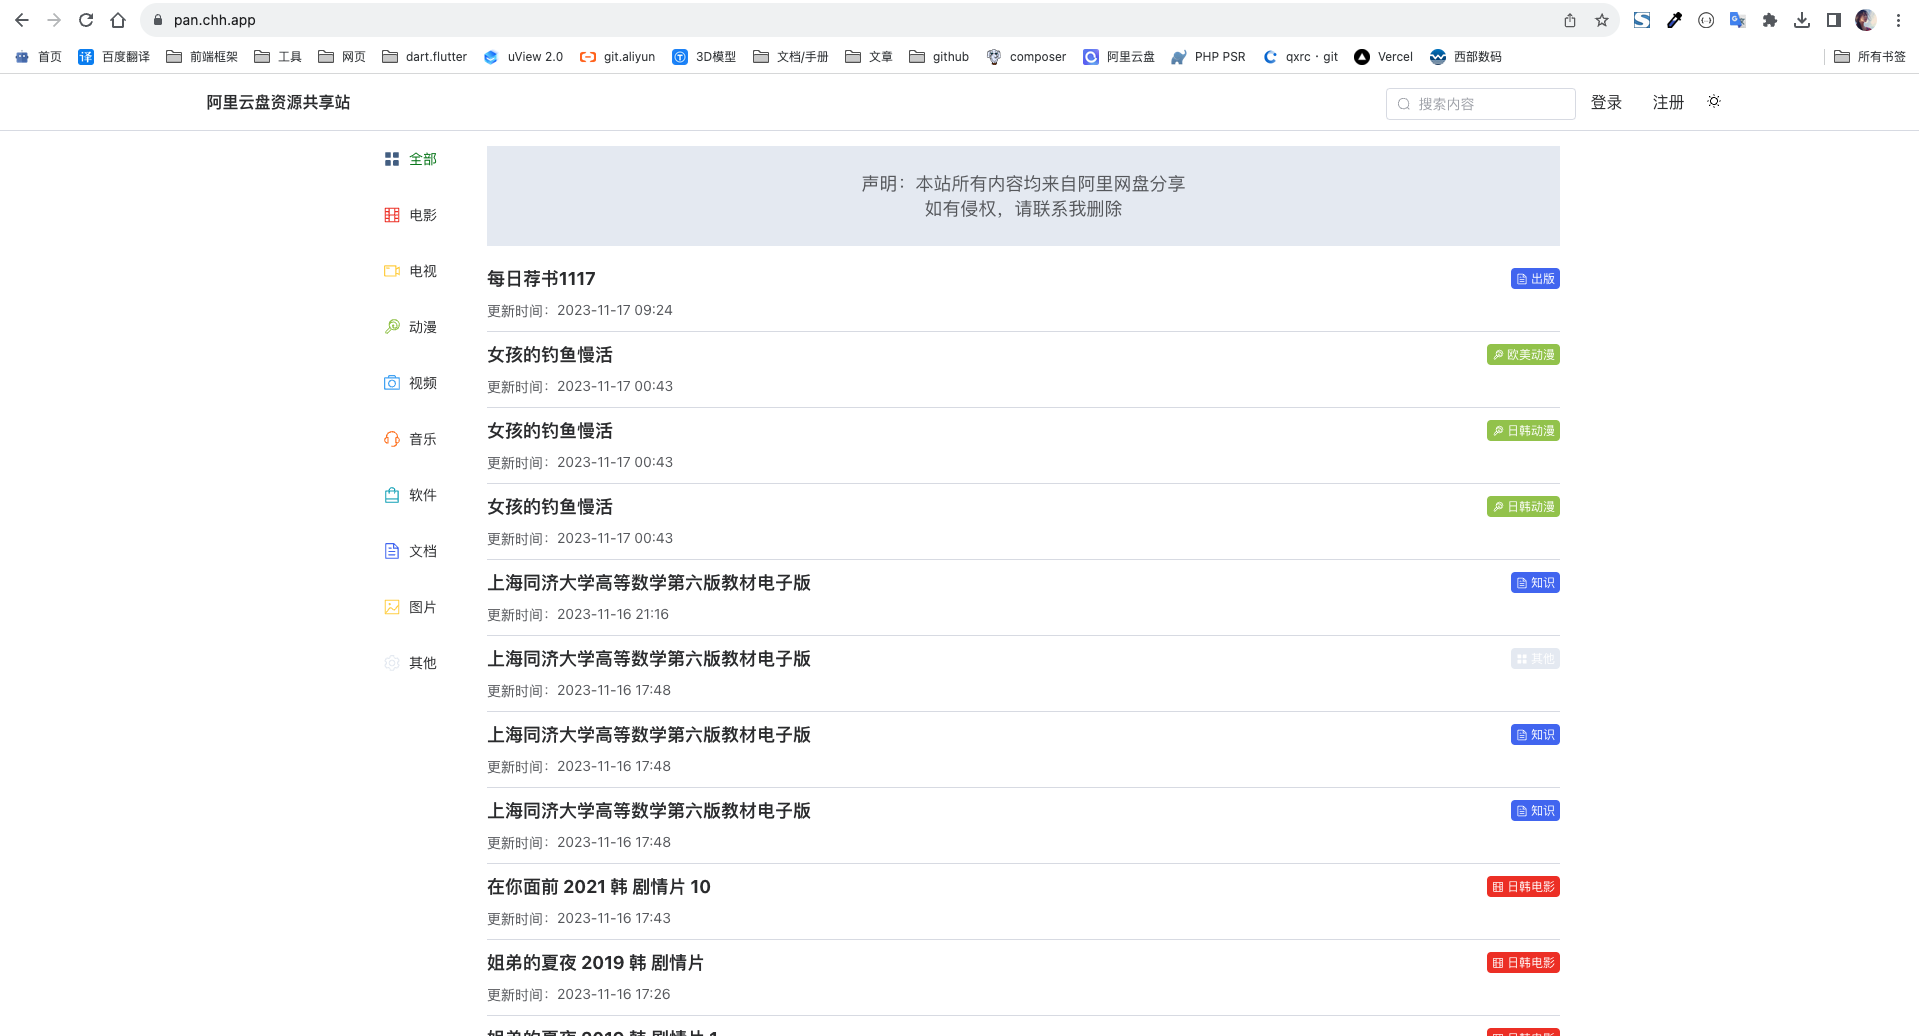 pan.chh.app
首页 译 百度翻译 前端框架 工具 网页 dart.flutter uView 2.0 git.aliyun 3D模型 文档/手册 文章 github composer 阿里云盘 PHP PSR qxrc · git Vercel 西部数码 所有书签
阿里云盘资源共享站 搜索内容 登录 注册
全部
电影
电视
动漫
视频
音乐
软件
文档
图片
其他
声明：本站所有内容均来自阿里网盘分享
如有侵权，请联系我删除
每日荐书1117 出版
更新时间：2023-11-17 09:24
女孩的钓鱼慢活 欧美动漫
更新时间：2023-11-17 00:43
女孩的钓鱼慢活 日韩动漫
更新时间：2023-11-17 00:43
女孩的钓鱼慢活 日韩动漫
更新时间：2023-11-17 00:43
上海同济大学高等数学第六版教材电子版 知识
更新时间：2023-11-16 21:16
上海同济大学高等数学第六版教材电子版 其他
更新时间：2023-11-16 17:48
上海同济大学高等数学第六版教材电子版 知识
更新时间：2023-11-16 17:48
上海同济大学高等数学第六版教材电子版 知识
更新时间：2023-11-16 17:48
在你面前 2021 韩 剧情片 10 日韩电影
更新时间：2023-11-16 17:43
姐弟的夏夜 2019 韩 剧情片 日韩电影
更新时间：2023-11-16 17:26
姐弟的夏夜 2019 韩 剧情片 1